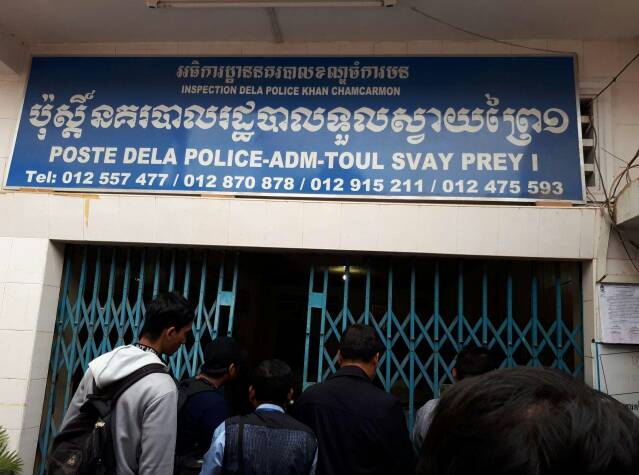 អធិការដ្ឋាននគរបាលខណ្ឌចំការមន
INSPECTION DELA POLICE KHAN CHAMCARMON
ប៉ុស្តិ៍នគរបាលរដ្ឋបាលទួលស្វាយព្រៃ១
POSTE DELA POLICE-ADM-TOUL SVAY PREY I
Tel: 012 557 477 / 012 870 878 / 012 915 211 / 012 475 593